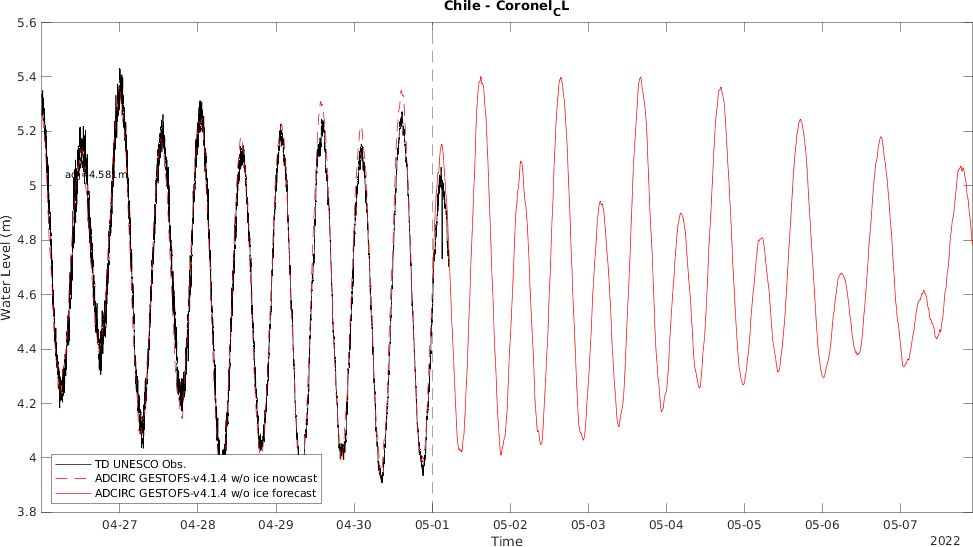 Chile - Coronel_CL
5.6
5.4
5.2
5
4.8
4.6
4.4
4.2
4
3.8
Water Level (m)
4.581m
TD UNESCO Obs.
ADCIRC GESTOFS-v4.1.4 w/o ice nowcast
ADCIRC GESTOFS-v4.1.4 w/o ice forecast
04-27 04-28 04-29 04-30 05-01 05-02 05-03 05-04 05-05 05-06 05-07
Time
2022